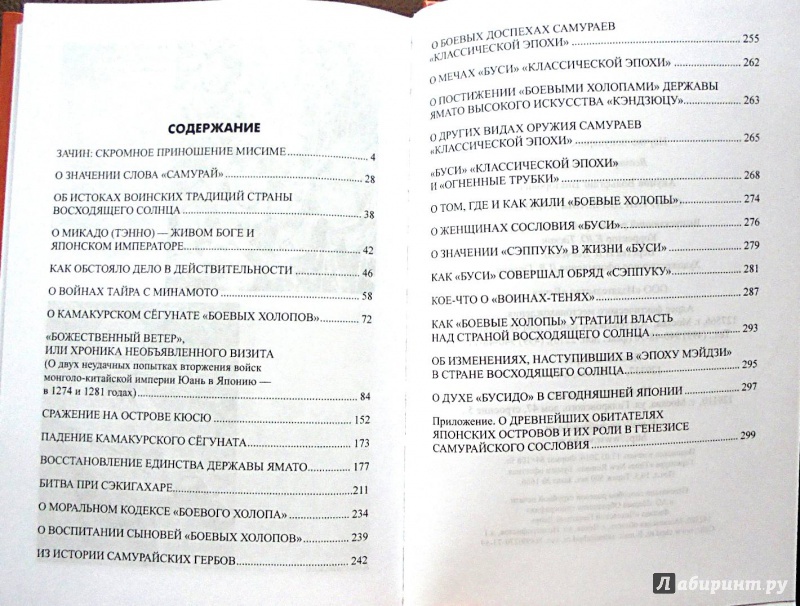 СОДЕРЖАНИЕ
ЗАЧИН: СКРОМНОЕ ПРИНОШЕНИЕ МИСИМЕ 4
О ЗНАЧЕНИИ СЛОВА «САМУРАЙ» 28
ОБ ИСТОКАХ ВОИНСКИХ ТРАДИЦИЙ СТРАНЫ
ВОСХОДЯЩЕГО СОЛНЦА 38
О МИКАДО (ТЭННО) — ЖИВОМ БОГЕ И
ЯПОНСКОМ ИМПЕРАТОРЕ 42
КАК ОБСТОЯЛО ДЕЛО В ДЕЙСТВИТЕЛЬНОСТИ 46
О ВОЙНАХ ТАЙРА С МИНАМОТО 58
О КАМАКУРСКОМ СЁГУНАТЕ «БОЕВЫХ ХОЛОПОВ» 72
«БОЖЕСТВЕННЫЙ ВЕТЕР»,
ИЛИ ХРОНИКА НЕОБЪЯВЛЕННОГО ВИЗИТА
(О двух неудачных попытках вторжения войск
монголо-китайской империи Юань в Японию —
в 1274 и 1281 годах) 84
СРАЖЕНИЕ НА ОСТРОВЕ КЮСЮ 152
ПАДЕНИЕ КАМАКУРСКОГО СЁГУНАТА 173
ВОССТАНОВЛЕНИЕ ЕДИНСТВА ДЕРЖАВЫ ЯМАТО 177
БИТВА ПРИ СЭКИГАХАРЕ 211
О МОРАЛЬНОМ КОДЕКСЕ «БОЕВОГО ХОЛОПА» 234
О ВОСПИТАНИИ СЫНОВЕЙ «БОЕВЫХ ХОЛОПОВ» 239
ИЗ ИСТОРИИ САМУРАЙСКИХ ГЕРБОВ 242
О БОЕВЫХ ДОСПЕХАХ САМУРАЕВ
«КЛАССИЧЕСКОЙ ЭПОХИ» 255
О МЕЧАХ «БУСИ» «КЛАССИЧЕСКОЙ ЭПОХИ» 262
О ПОСТИЖЕНИИ «БОЕВЫМИ ХОЛОПАМИ» ДЕРЖАВЫ
ЯМАТО ВЫСОКОГО ИСКУССТВА «КЭНДЗЮЦУ» 263
О ДРУГИХ ВИДАХ ОРУЖИЯ САМУРАЕВ
«КЛАССИЧЕСКОЙ ЭПОХИ» 265
«БУСИ» «КЛАССИЧЕСКОЙ ЭПОХИ»
И «ОГНЕННЫЕ ТРУБКИ» 268
О ТОМ, ГДЕ И КАК ЖИЛИ «БОЕВЫЕ ХОЛОПЫ» 274
О ЖЕНЩИНАХ СОСЛОВИЯ «БУСИ» 276
О ЗНАЧЕНИИ «СЭППУКУ» В ЖИЗНИ «БУСИ» 279
КАК «БУСИ» СОВЕРШАЛ ОБРЯД «СЭППУКУ» 281
КОЕ-ЧТО О «ВОИНАХ-ТЕНЯХ» 287
КАК «БОЕВЫЕ ХОЛОПЫ» УТРАТИЛИ ВЛАСТЬ
НАД СТРАНОЙ ВОСХОДЯЩЕГО СОЛНЦА 293
ОБ ИЗМЕНЕНИЯХ, НАСТУПИВШИХ В «ЭПОХУ МЭЙДЗИ»
В СТРАНЕ ВОСХОДЯЩЕГО СОЛНЦА 295
О ДУХЕ «БУСИДО» В СЕГОДНЯШНЕЙ ЯПОНИИ 297
Приложение. О ДРЕВНЕЙШИХ ОБИТАТЕЛЯХ
ЯПОНСКИХ ОСТРОВОВ И ИХ РОЛИ В ГЕНЕЗИСЕ
САМУРАЙСКОГО СОСЛОВИЯ 299
Лабиринт.ру